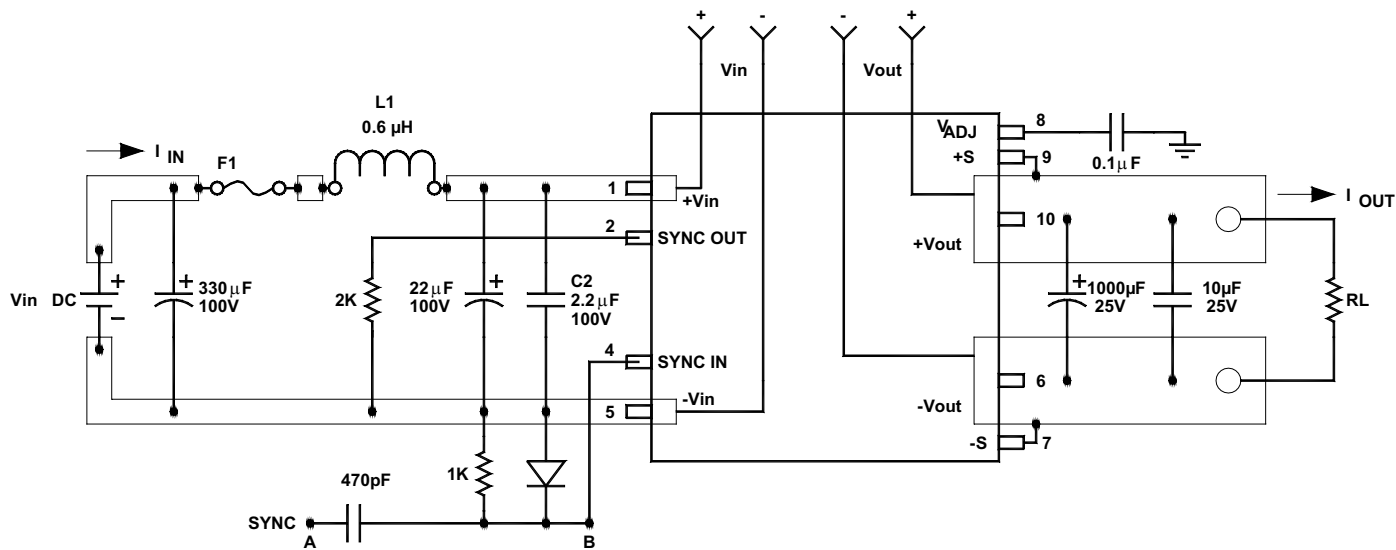 + - - +
Vin Vout
L1
0.6 µH
I IN
F1
8
VADJ
+S 9
0.1µF
1
+Vin
I OUT
2
SYNC OUT
10
+Vout
Vin DC + −
+ 330µF
100V
2K
22µF +
100V
C2
2.2µF
100V
+ 1000µF
25V
10µF
25V
RL
4
SYNC IN
6
-Vin
5
-Vout
-S 7
1K
470pF
SYNC
A B